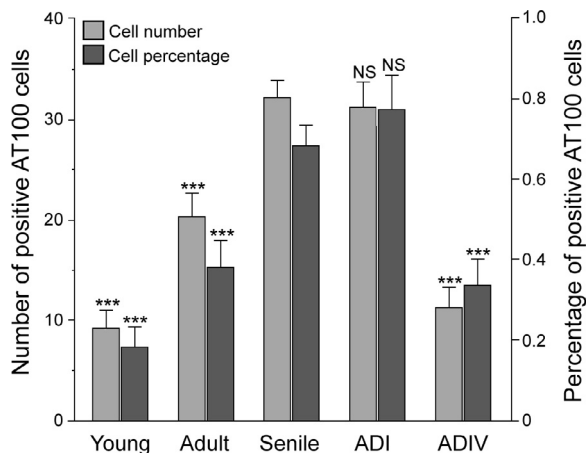 Number of positive AT100 cells
40
30
20
10
0
Cell number
Cell percentage
***
***
***
***
NS
NS
***
***
1.0
0.8
0.6
0.4
0.2
0
Percentage of positive AT100 cells
Young Adult Senile ADI ADIV